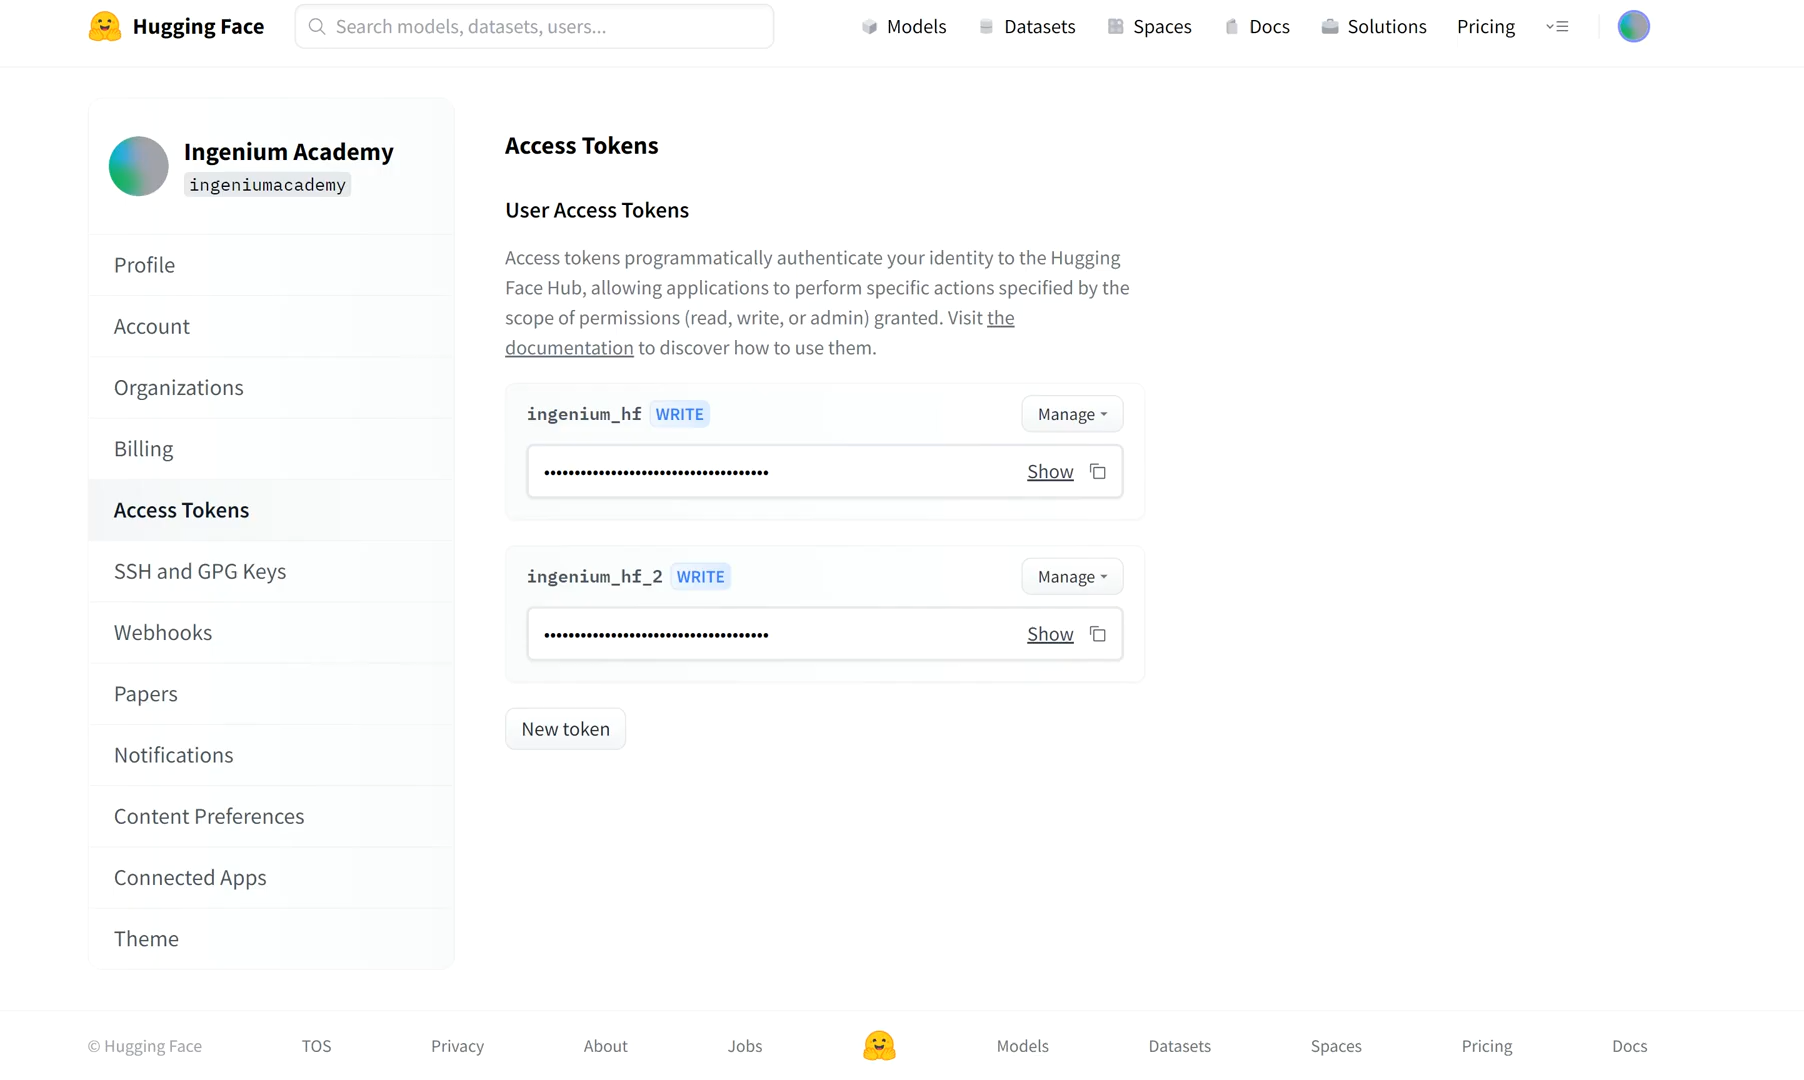 Hugging Face
Search models, datasets, users...
Models
Datasets
Spaces
Docs
Solutions
Pricing
Ingenium Academy
ingeniumacademy
Profile
Account
Organizations
Billing
Access Tokens
SSH and GPG Keys
Webhooks
Papers
Notifications
Content Preferences
Connected Apps
Theme
Access Tokens
User Access Tokens
Access tokens programmatically authenticate your identity to the Hugging
Face Hub, allowing applications to perform specific actions specified by the
scope of permissions (read, write, or admin) granted. Visit the
documentation to discover how to use them.
ingenium_hf WRITE
Manage
Show
ingenium_hf_2 WRITE
Manage
Show
New token
© Hugging Face
TOS
Privacy
About
Jobs
Models
Datasets
Spaces
Pricing
Docs